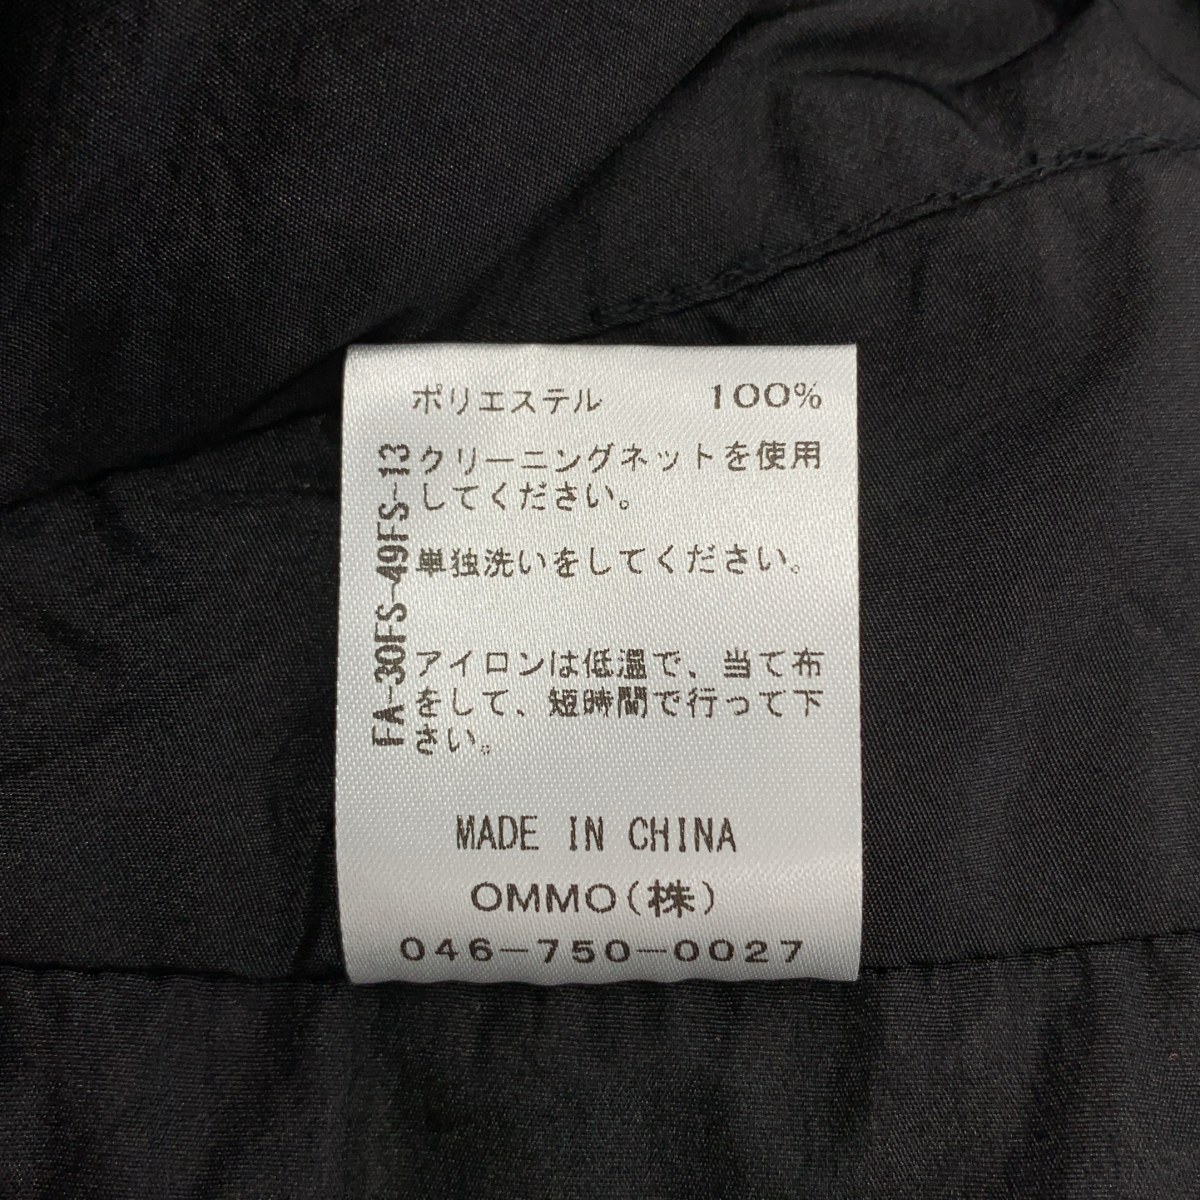 ポリエステル 100%
クリーニングネットを使用
してください。
単独洗いをしてください。
アイロンは低温で、当て布
をして、短時間で行って下
さい。
MADE IN CHINA
OMMO(株)
046-750-0027
FA-30FS-49FS-13